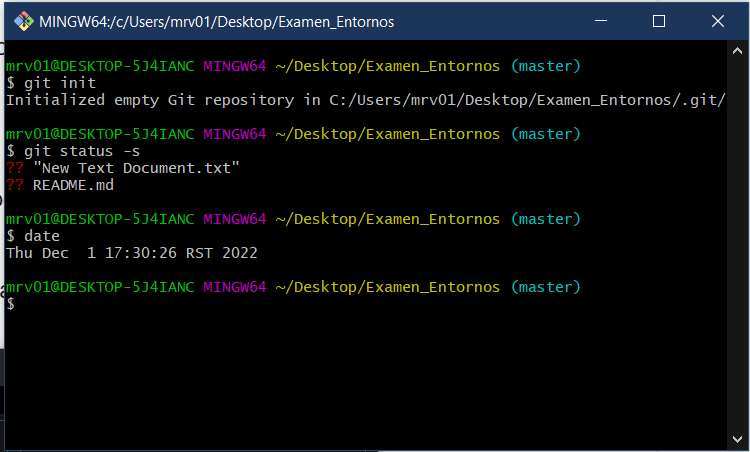 MINGW64:/c/Users/mrv01/Desktop/Examen_Entornos
mrv01@DESKTOP-5J4IANC MINGW64 ~/Desktop/Examen_Entornos (master)
$ git init
Initialized empty Git repository in C:/Users/mrv01/Desktop/Examen_Entornos/.git/
mrv01@DESKTOP-5J4IANC MINGW64 ~/Desktop/Examen_Entornos (master)
$ git status -s
?? "New Text Document.txt"
?? README.md
mrv01@DESKTOP-5J4IANC MINGW64 ~/Desktop/Examen_Entornos (master)
$ date
Thu Dec  1 17:30:26 RST 2022
mrv01@DESKTOP-5J4IANC MINGW64 ~/Desktop/Examen_Entornos (master)
$